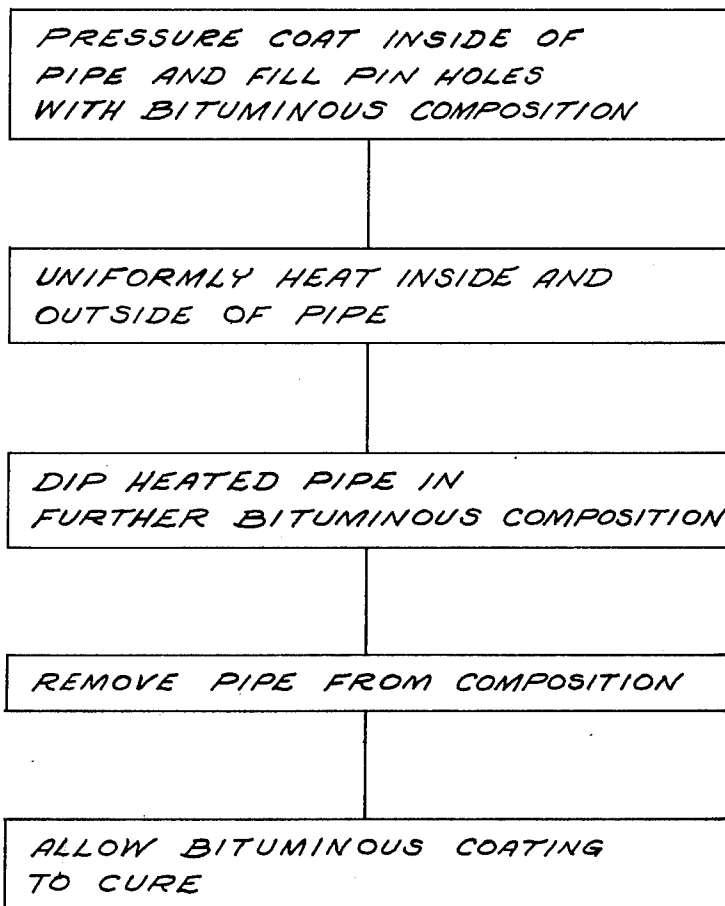 PRESSURE COAT INSIDE OF
PIPE AND FILL PIN HOLES
WITH BITUMINOUS COMPOSITION
UNIFORMLY HEAT INSIDE AND
OUTSIDE OF PIPE
DIP HEATED PIPE IN
FURTHER BITUMINOUS COMPOSITION
REMOVE PIPE FROM COMPOSITION
ALLOW BITUMINOUS COATING
TO CURE